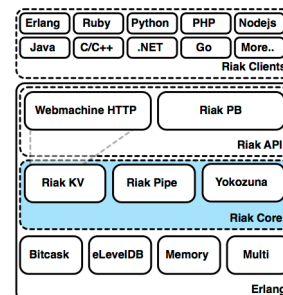 Erlang Ruby Python PHP Nodejs
Java C/C++ .NET Go More..
Riak Clients
Webmachine HTTP Riak PB
Riak API
Riak KV Riak Pipe Yokozuna
Riak Core
Bitcask eLevelDB Memory Multi
Erlang